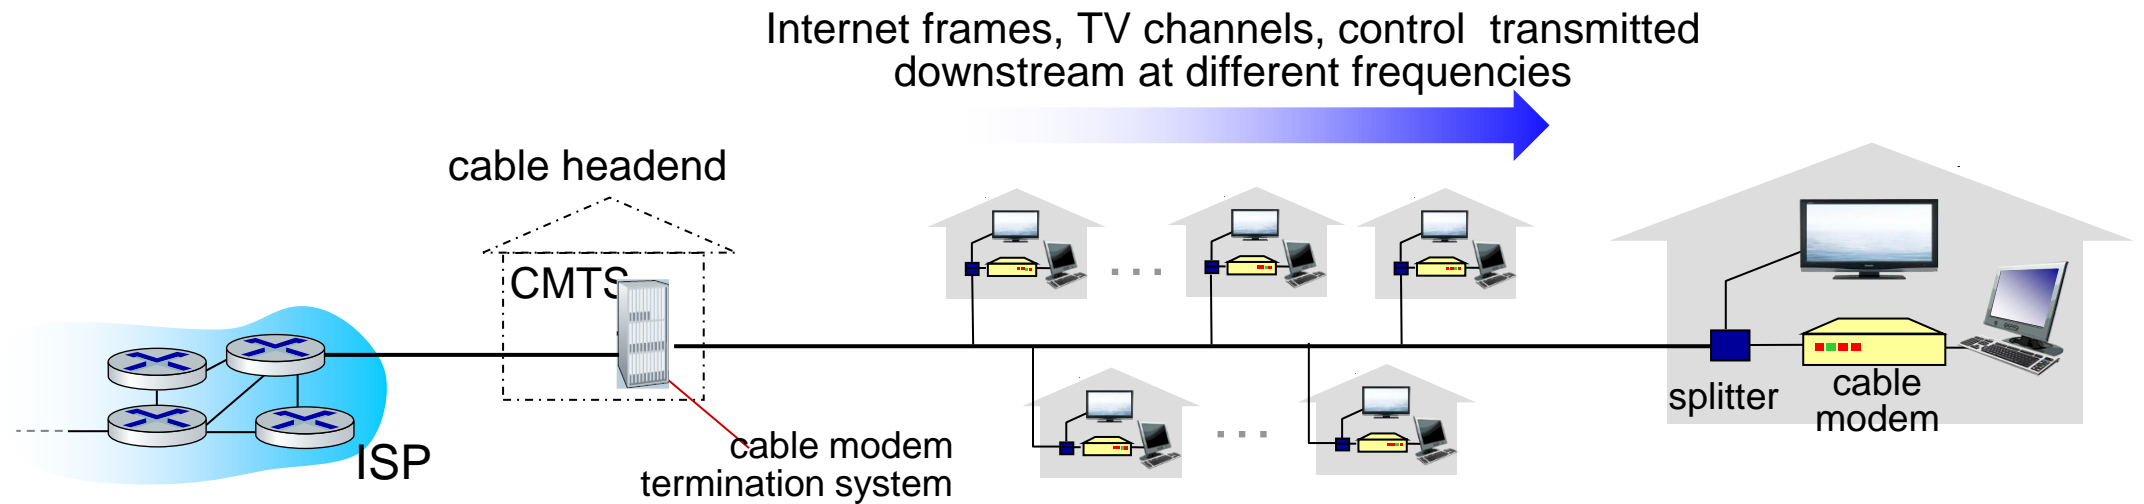 Internet frames, TV channels, control transmitted
downstream at different frequencies
cable headend
CMTS
ISP
cable modem
termination system
splitter
cable
modem